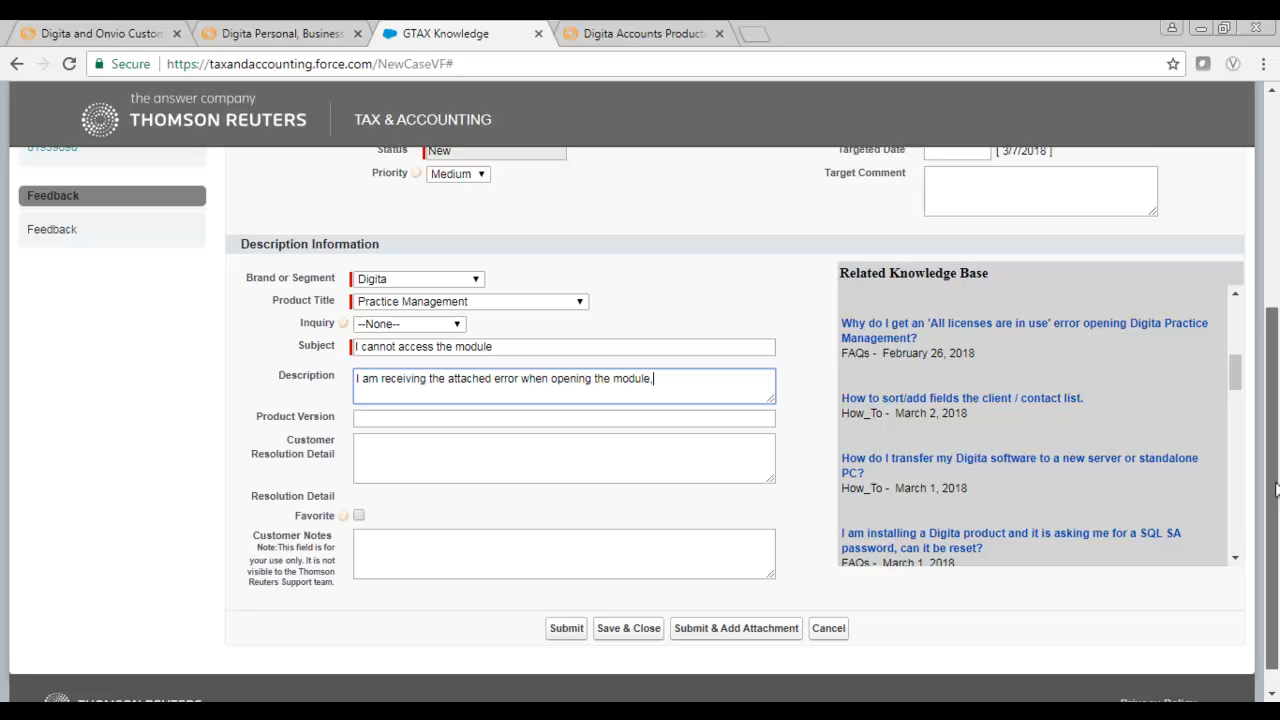 Digita and Onvio Custom
Digita Personal, Business
GTAX Knowledge
Digita Accounts Product
Secure
https://taxandaccounting.force.com/NewCaseVF#
the answer company
THOMSON REUTERS
TAX & ACCOUNTING
Status
New
Targeted Date
[ 3/7/2018 ]
Priority
Medium
Target Comment
Feedback
Feedback
Description Information
Brand or Segment
Digita
Product Title
Practice Management
Inquiry
--None--
Subject
I cannot access the module
Description
I am receiving the attached error when opening the module,
Product Version
Customer
Resolution Detail
Resolution Detail
Favorite
Customer Notes
Note:This field is for
your use only. It is not
visible to the Thomson
Reuters Support team.
Related Knowledge Base
Why do I get an 'All licenses are in use' error opening Digita Practice
Management?
FAQs - February 26, 2018
How to sort/add fields the client / contact list.
How_To - March 2, 2018
How do I transfer my Digita software to a new server or standalone
PC?
How_To - March 1, 2018
I am installing a Digita product and it is asking me for a SQL SA
password, can it be reset?
FAQs - March 1, 2018
Submit
Save & Close
Submit & Add Attachment
Cancel
THOMSON REUTERS
Privacy Policy